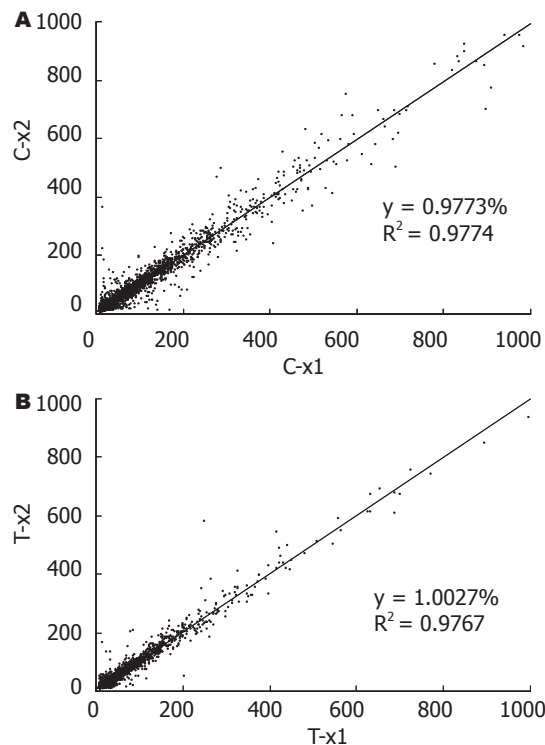 A
1000
800
600
400
200
0
C-x2
y = 0.9773%
R² = 0.9774
0 200 400 600 800 1000
C-x1
B
1000
800
600
400
200
0
T-x2
y = 1.0027%
R² = 0.9767
0 200 400 600 800 1000
T-x1